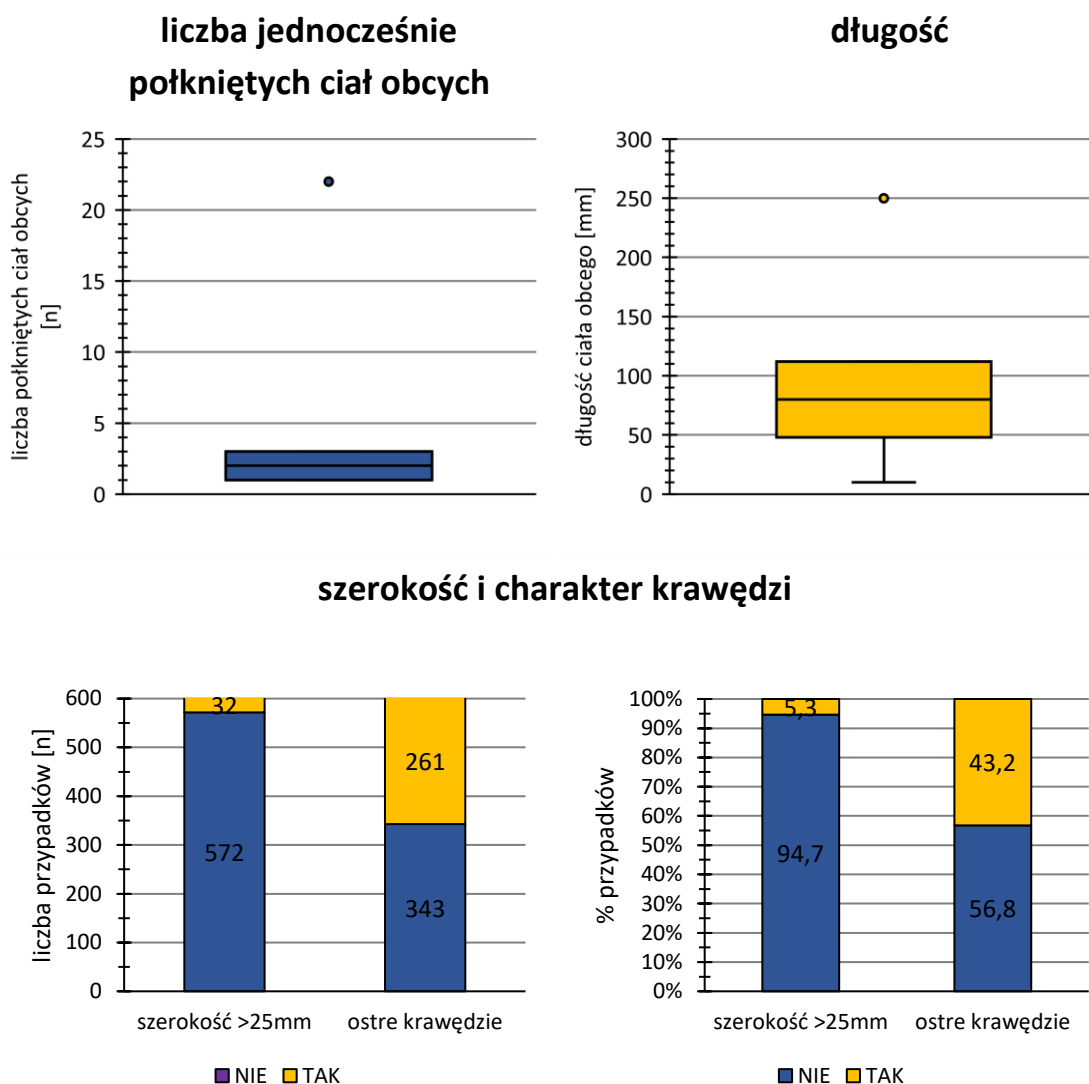 liczba jednocześnie
połkniętych ciał obcych
liczba połkniętych ciał obcych
[n]
25
20
15
10
5
0
długość
długość ciała obcego [mm]
300
250
200
150
100
50
0
szerokość i charakter krawędzi
liczba przypadków [n]
600
500
400
300
200
100
0
32
572
261
343
szerokość >25mm
ostre krawędzie
NIE TAK
% przypadków
100%
90%
80%
70%
60%
50%
40%
30%
20%
10%
0%
5,3
94,7
43,2
56,8
szerokość >25mm
ostre krawędzie
NIE TAK